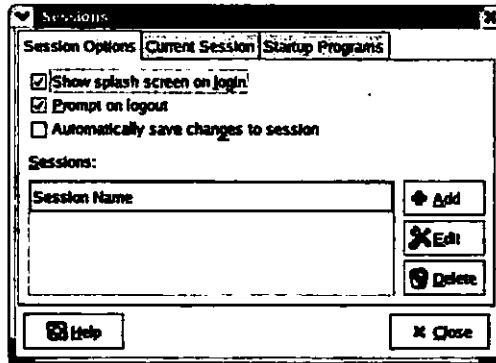 Sessions
Session Options Current Session Startup Programs
Show splash screen on login
Prompt on logout
Automatically save changes to session
Sessions:
Session Name
Add
Edit
Delete
Help
Close